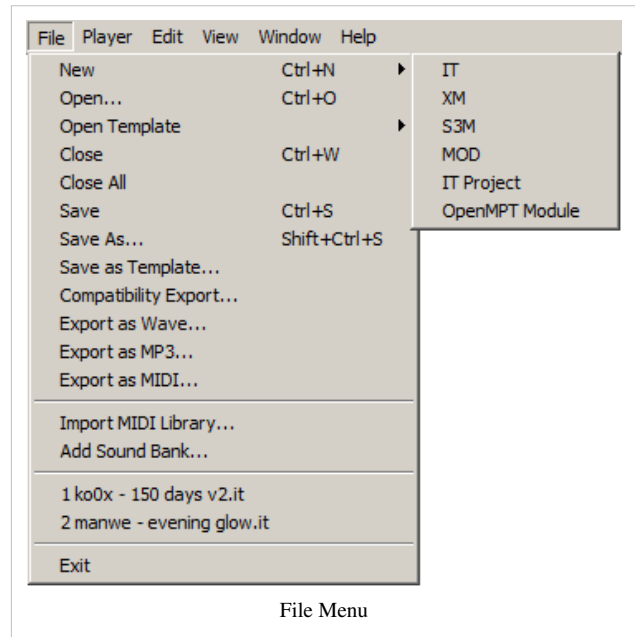 File Player Edit View Window Help
New Ctrl+N IT
Open... Ctrl+O XM
Open Template S3M
Close Ctrl+W MOD
Close All IT Project
Save Ctrl+S OpenMPT Module
Save As... Shift+Ctrl+S
Save as Template...
Compatibility Export...
Export as Wave...
Export as MP3...
Export as MIDI...
Import MIDI Library...
Add Sound Bank...
1 ko0x - 150 days v2.it
2 manwe - evening glow.it
Exit
File Menu